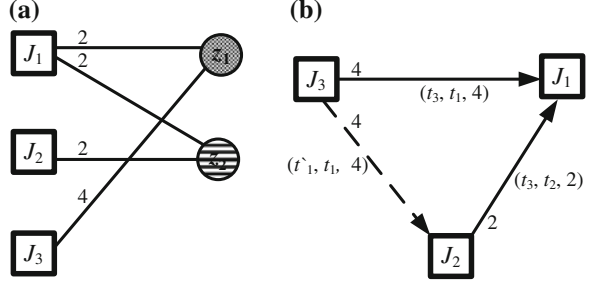 (a)
J₁ 2 z₁
2
J₂ 2 z₂
4
J₃
(b)
J₃ 4 J₁
(t₃, t₁, 4)
4
(t`₁, t₁, 4)
(t₃, t₂, 2)
2
J₂